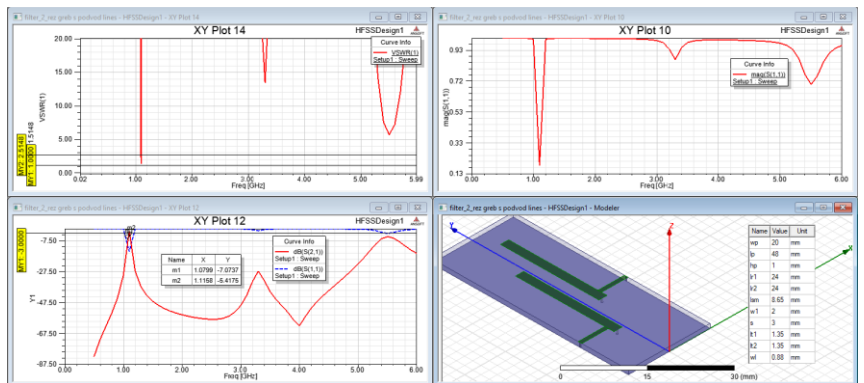 filter_2_rez greb s podvod lines - HFSSDesign1 - XY Plot 14
XY Plot 14
HFSSDesign1
ANSOFT
Curve Info
VSWR(1)
Setup1 : Sweep
20.00
15.00
10.00
5.00
0.00
VSWR(1)
MY2: 2.5148
MY1: 1.0000
1.5148
0.02
1.00
2.00
3.00
4.00
5.00
5.99
Freq [GHz]
filter_2_rez greb s podvod lines - HFSSDesign1 - XY Plot 10
XY Plot 10
HFSSDesign1
ANSOFT
Curve Info
mag(S(1,1))
Setup1 : Sweep
0.93
0.72
0.53
0.33
0.13
mag(S(1,1))
0.00
1.00
2.00
3.00
4.00
5.00
6.00
Freq [GHz]
filter_2_rez greb s podvod lines - HFSSDesign1 - XY Plot 12
XY Plot 12
HFSSDesign1
ANSOFT
Curve Info
dB(S(2,1))
Setup1 : Sweep
dB(S(1,1))
Setup1 : Sweep
Name X Y
m1 1.0799 -7.0737
m2 1.1158 -5.4175
MY1: -3.0000
-7.50
-27.50
-47.50
-67.50
-87.50
Y1
0.00
1.00
2.00
3.00
4.00
5.00
6.00
Freq [GHz]
filter_2_rez greb s podvod lines - HFSSDesign1 - Modeler
Name Value Unit
wp 20 mm
lp 48 mm
hp 1 mm
lr1 24 mm
lr2 24 mm
lam 8.65 mm
w1 2 mm
s 3 mm
lt1 1.35 mm
lt2 1.35 mm
wl 0.88 mm
Y
Z
X
0
15
30 (mm)